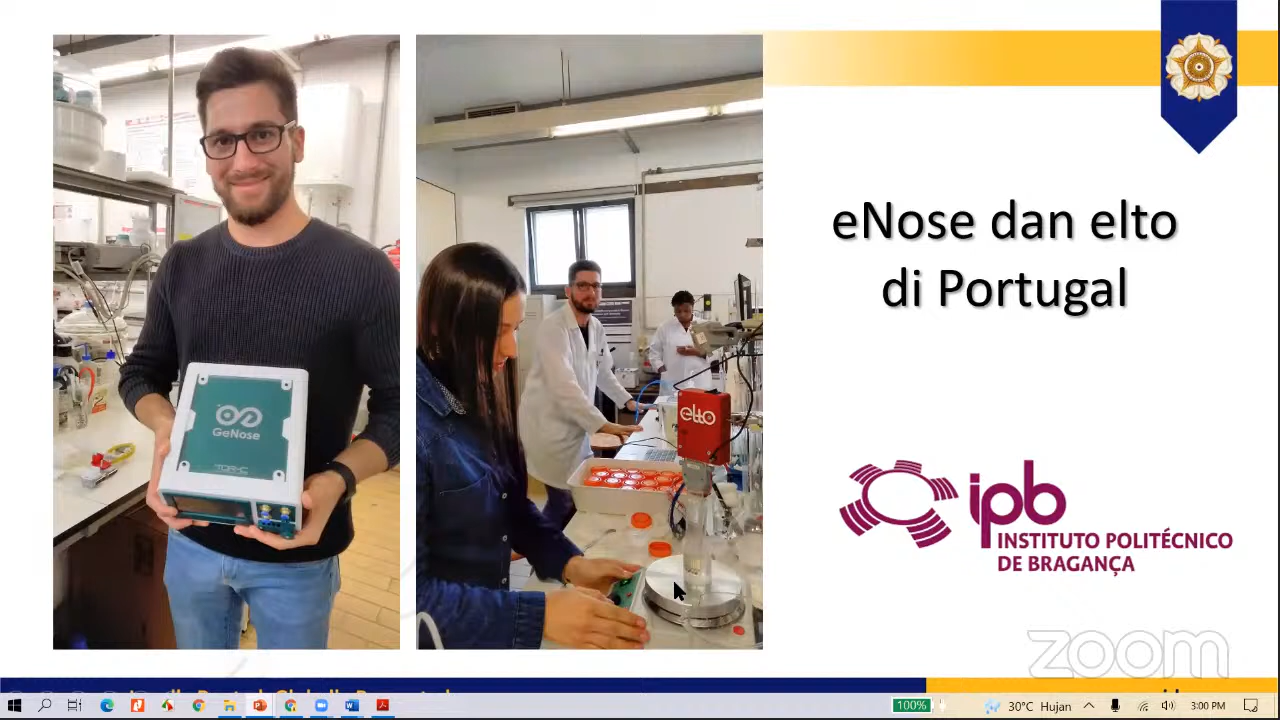 eNose dan elto
di Portugal
GeNose
elto
ipb
INSTITUTO POLITÉCNICO
DE BRAGANÇA
zoom
100%
30°C Hujan
3:00 PM